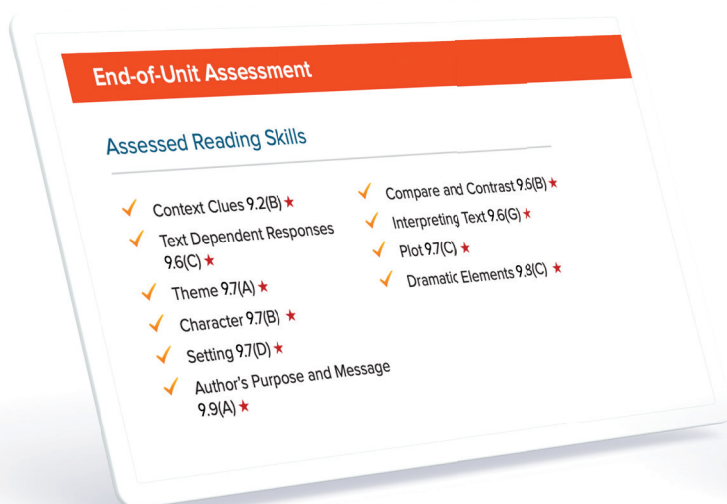 End-of-Unit Assessment
Assessed Reading Skills
Context Clues 9.2(B) ★
Text Dependent Responses
9.6(C) ★
Theme 9.7(A) ★
Character 9.7(B) ★
Setting 9.7(D) ★
Author's Purpose and Message
9.9(A) ★
Compare and Contrast 9.6(B) ★
Interpreting Text 9.6(G) ★
Plot 9.7(C) ★
Dramatic Elements 9.8(C) ★